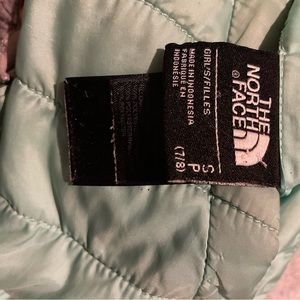 THE
NORTH
FACE
GIRL'S/FILLES
S
P
(7/8)
MADE IN INDONESIA
FABRIQUÉ EN
INDONÉSIE